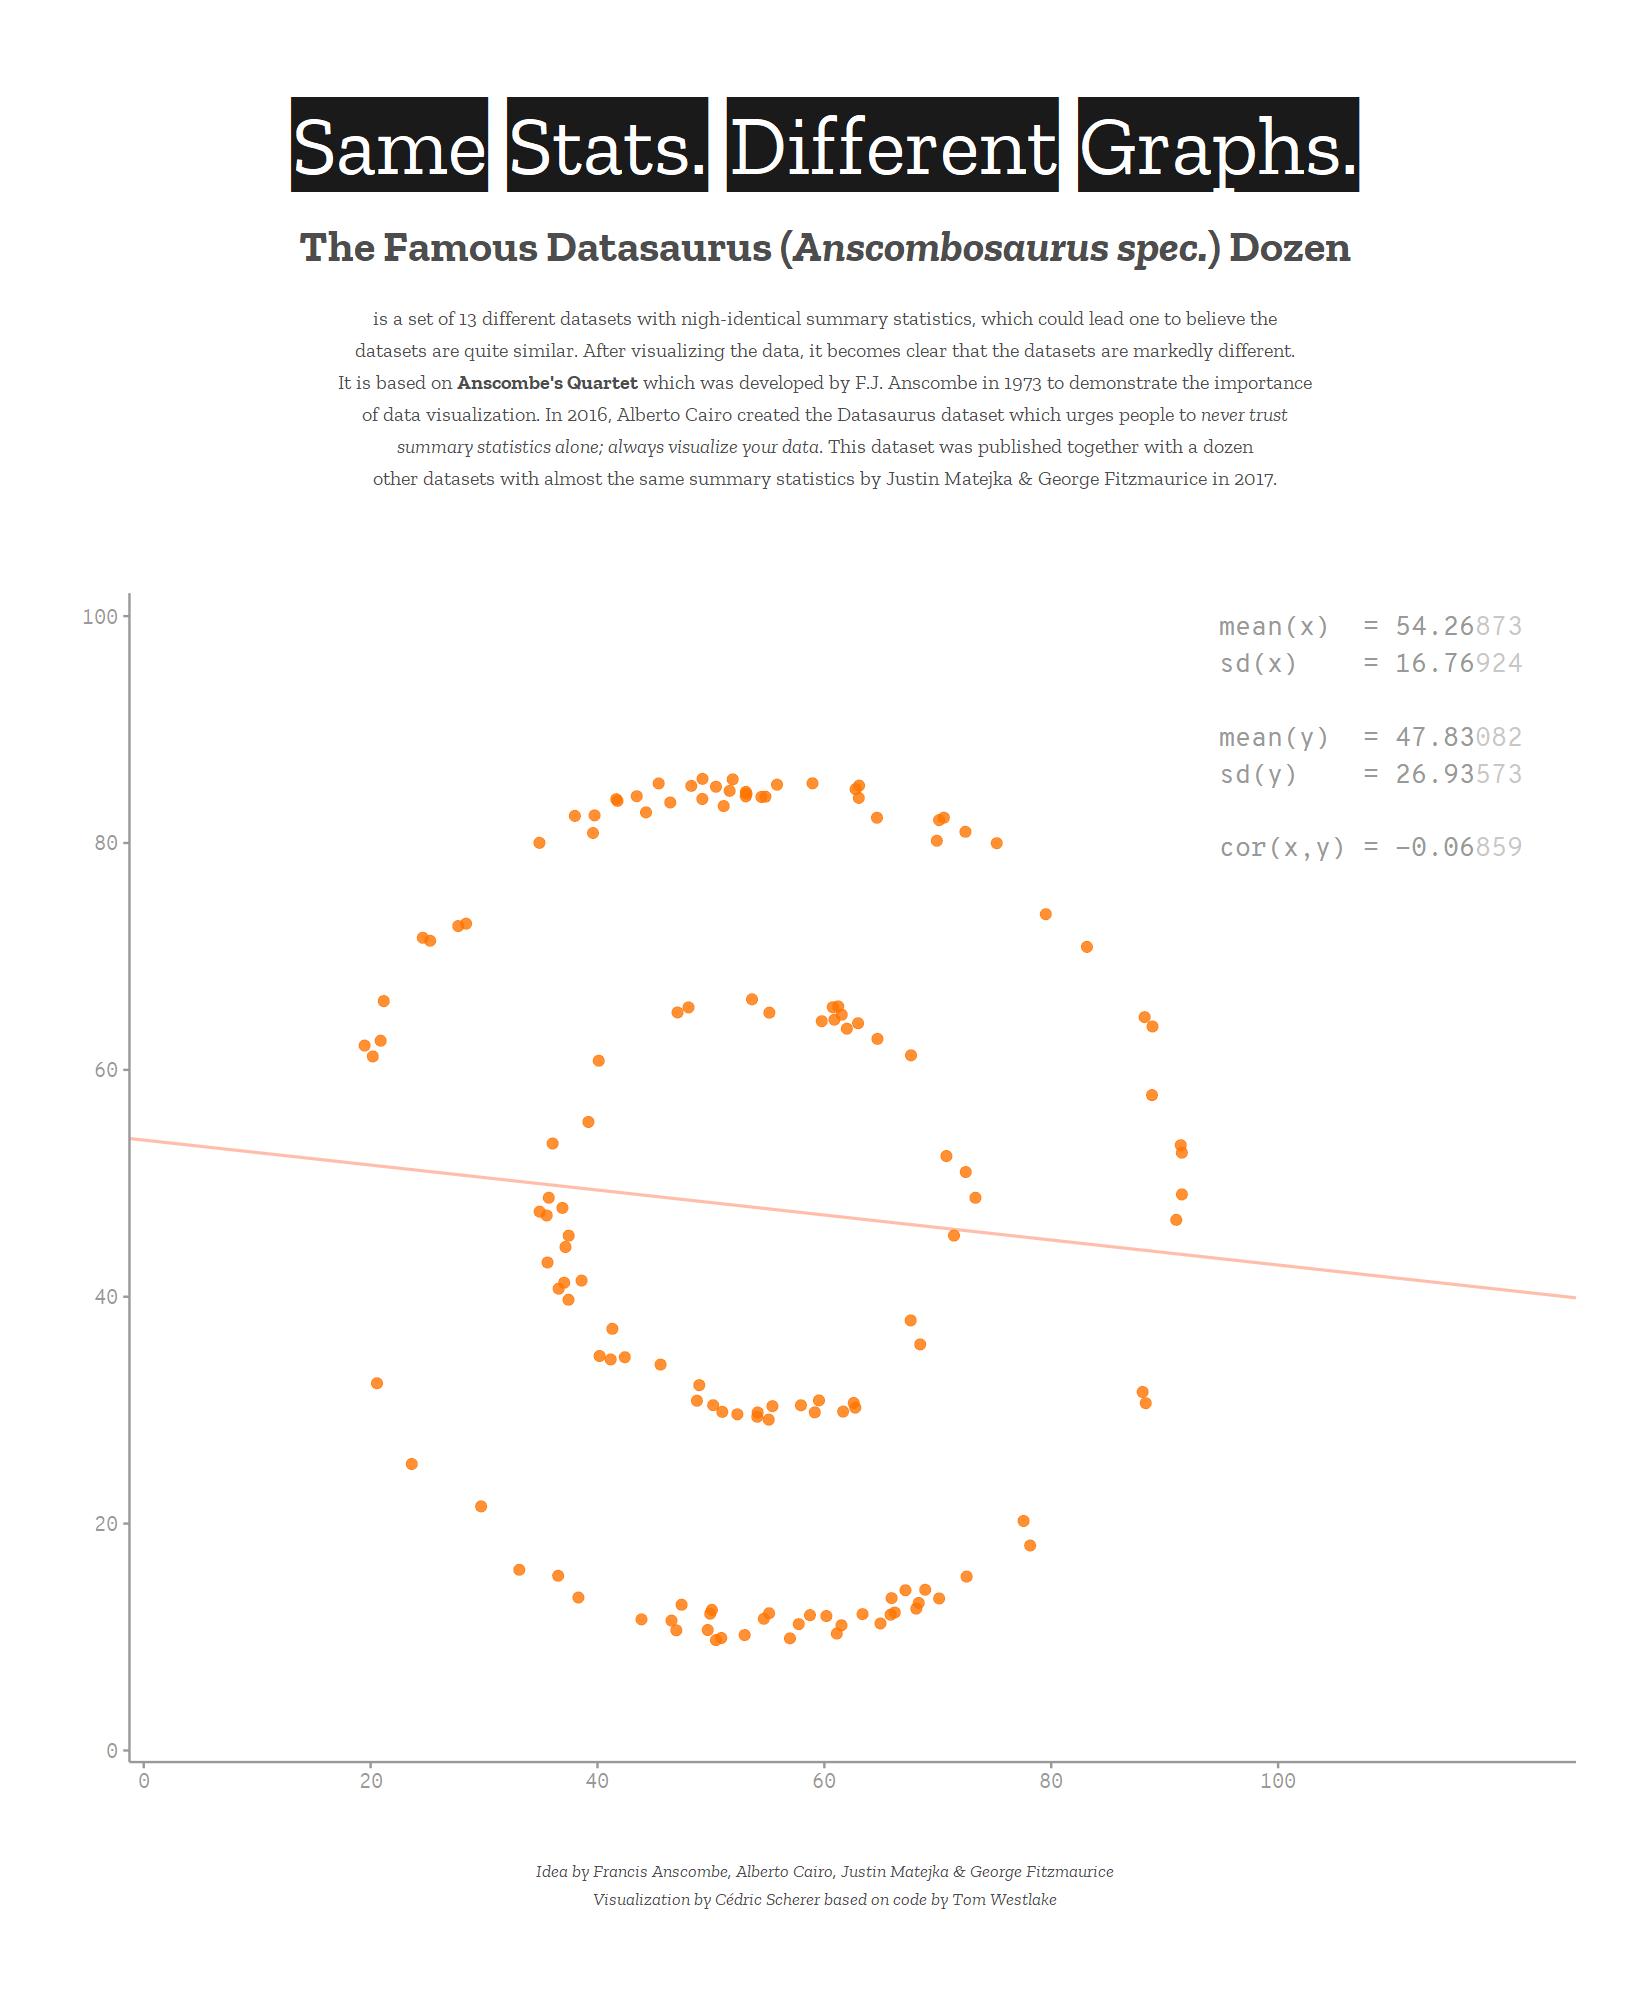 Same Stats. Different Graphs.
The Famous Datasaurus (Anscombosaurus spec.) Dozen
is a set of 13 different datasets with nigh-identical summary statistics, which could lead one to believe the
datasets are quite similar. After visualizing the data, it becomes clear that the datasets are markedly different.
It is based on Anscombe's Quartet which was developed by F.J. Anscombe in 1973 to demonstrate the importance
of data visualization. In 2016, Alberto Cairo created the Datasaurus dataset which urges people to never trust
summary statistics alone; always visualize your data. This dataset was published together with a dozen
other datasets with almost the same summary statistics by Justin Matejka & George Fitzmaurice in 2017.
100
mean(x) = 54.26873
sd(x) = 16.76924
mean(y) = 47.83082
sd(y) = 26.93573
80
cor(x,y) = −0.06859
60
40
20
0
0 20 40 60 80 100
Idea by Francis Anscombe, Alberto Cairo, Justin Matejka & George Fitzmaurice
Visualization by Cédric Scherer based on code by Tom Westlake